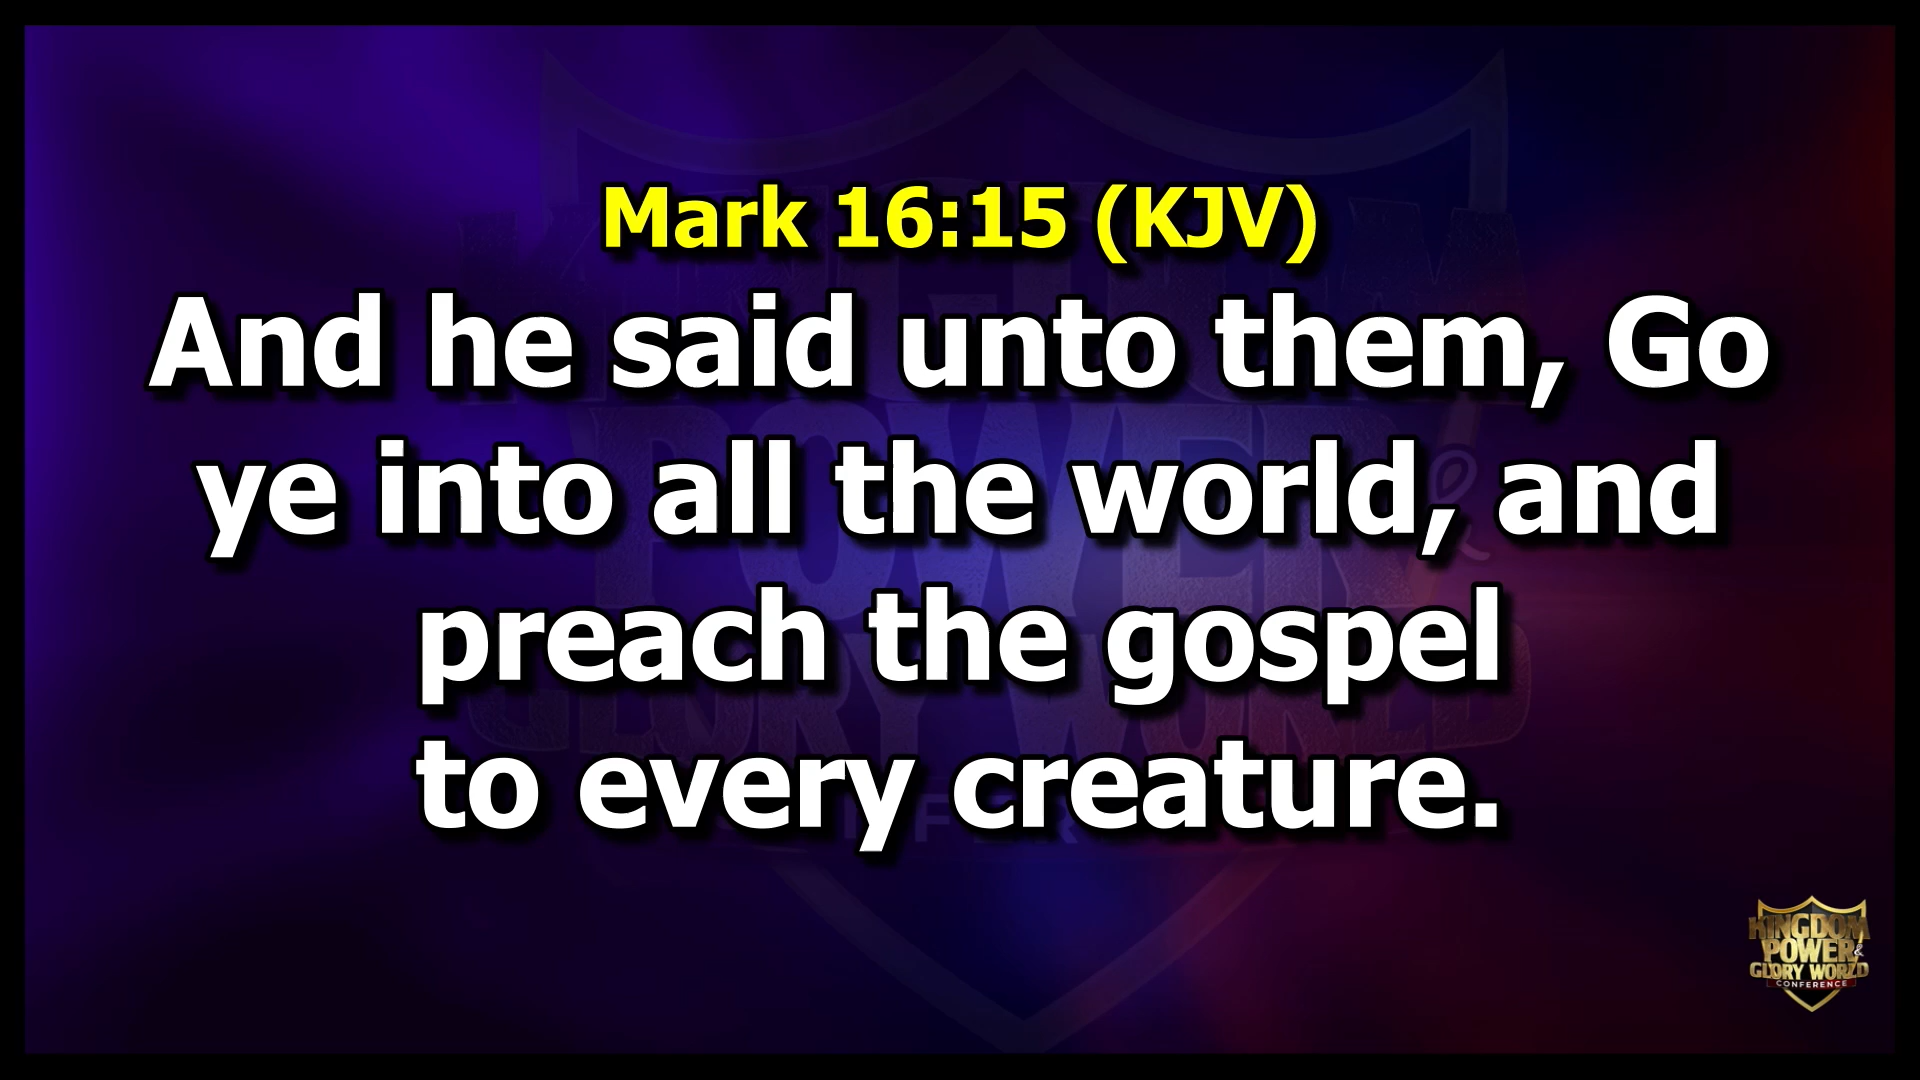 Mark 16:15 (KJV)
And he said unto them, Go
ye into all the world, and
preach the gospel
to every creature.
KINGDOM
POWER &
GLORY WORLD
CONFERENCE